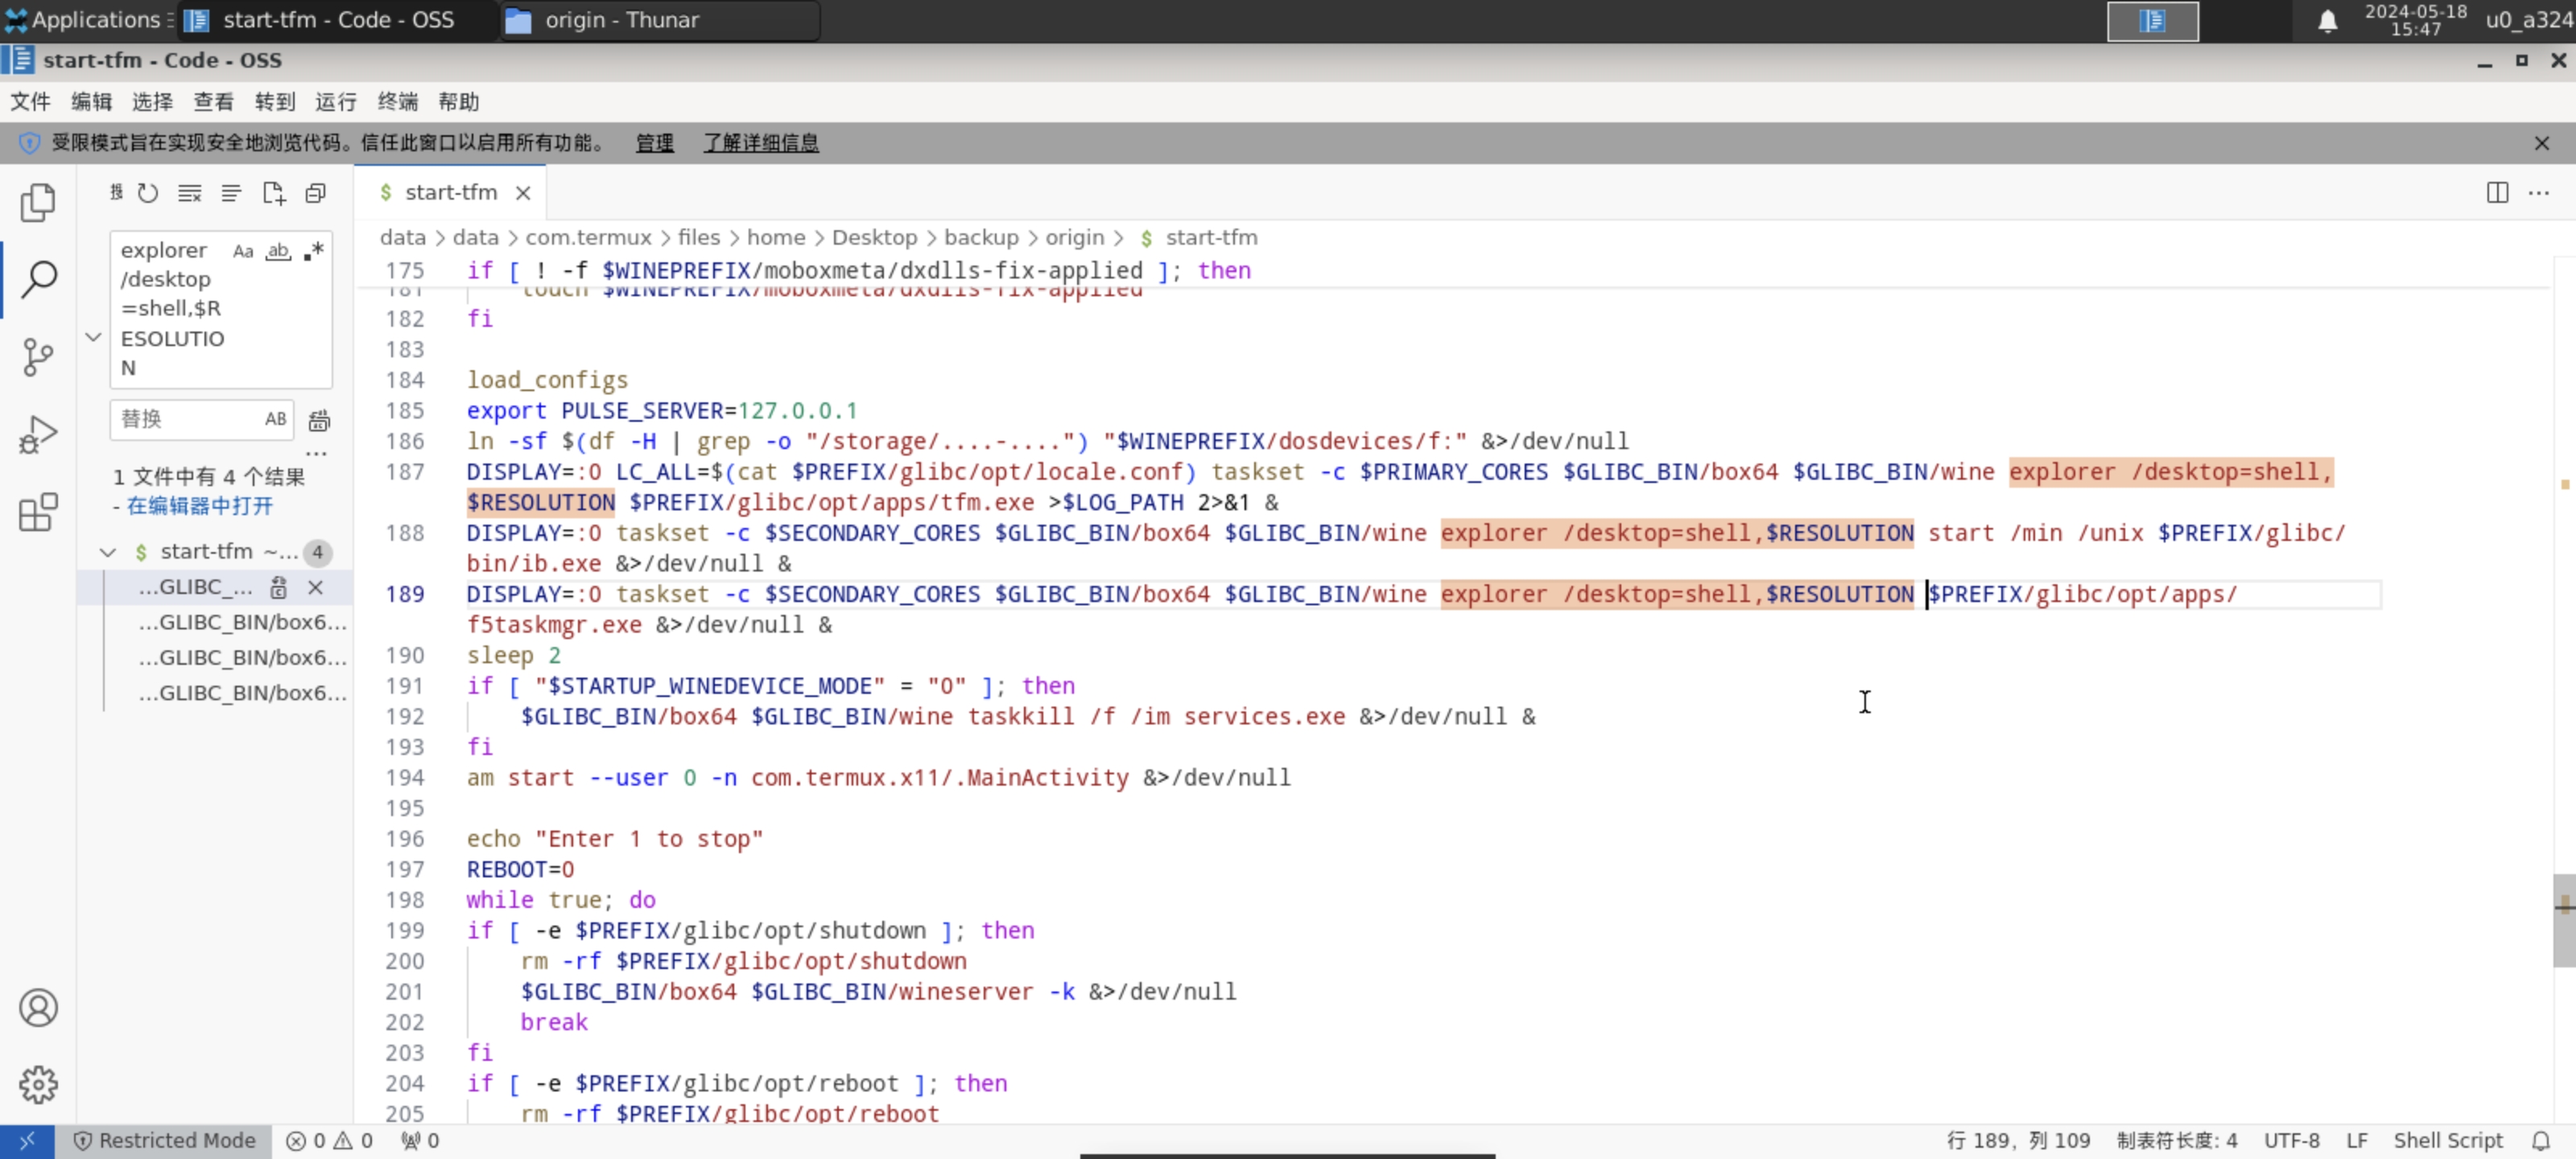 Applications
start-tfm - Code - OSS
origin - Thunar
2024-05-18
15:47
u0_a324
start-tfm - Code - OSS
文件 编辑 选择 查看 转到 运行 终端 帮助
受限模式旨在实现安全地浏览代码。信任此窗口以启用所有功能。 管理 了解详细信息
start-tfm
explorer
/desktop
=shell,$R
ESOLUTIO
N
Aa ab .*
替换 AB
1 文件中有 4 个结果
- 在编辑器中打开
start-tfm ~... 4
...GLIBC_...
...GLIBC_BIN/box6...
...GLIBC_BIN/box6...
...GLIBC_BIN/box6...
data > data > com.termux > files > home > Desktop > backup > origin > $ start-tfm
175 if [ ! -f $WINEPREFIX/moboxmeta/dxdlls-fix-applied ]; then
181 touch $WINEPREFIX/moboxmeta/dxdlls-fix-applied
182 fi
183
184 load_configs
185 export PULSE_SERVER=127.0.0.1
186 ln -sf $(df -H | grep -o "/storage/....-....") "$WINEPREFIX/dosdevices/f:" &>/dev/null
187 DISPLAY=:0 LC_ALL=$(cat $PREFIX/glibc/opt/locale.conf) taskset -c $PRIMARY_CORES $GLIBC_BIN/box64 $GLIBC_BIN/wine explorer /desktop=shell,
$RESOLUTION $PREFIX/glibc/opt/apps/tfm.exe >$LOG_PATH 2>&1 &
188 DISPLAY=:0 taskset -c $SECONDARY_CORES $GLIBC_BIN/box64 $GLIBC_BIN/wine explorer /desktop=shell,$RESOLUTION start /min /unix $PREFIX/glibc/
bin/ib.exe &>/dev/null &
189 DISPLAY=:0 taskset -c $SECONDARY_CORES $GLIBC_BIN/box64 $GLIBC_BIN/wine explorer /desktop=shell,$RESOLUTION $PREFIX/glibc/opt/apps/
f5taskmgr.exe &>/dev/null &
190 sleep 2
191 if [ "$STARTUP_WINEDEVICE_MODE" = "0" ]; then
192 $GLIBC_BIN/box64 $GLIBC_BIN/wine taskkill /f /im services.exe &>/dev/null &
193 fi
194 am start --user 0 -n com.termux.x11/.MainActivity &>/dev/null
195
196 echo "Enter 1 to stop"
197 REBOOT=0
198 while true; do
199 if [ -e $PREFIX/glibc/opt/shutdown ]; then
200 rm -rf $PREFIX/glibc/opt/shutdown
201 $GLIBC_BIN/box64 $GLIBC_BIN/wineserver -k &>/dev/null
202 break
203 fi
204 if [ -e $PREFIX/glibc/opt/reboot ]; then
205 rm -rf $PREFIX/glibc/opt/reboot
Restricted Mode 0 0 0 行 189，列 109 制表符长度: 4 UTF-8 LF Shell Script